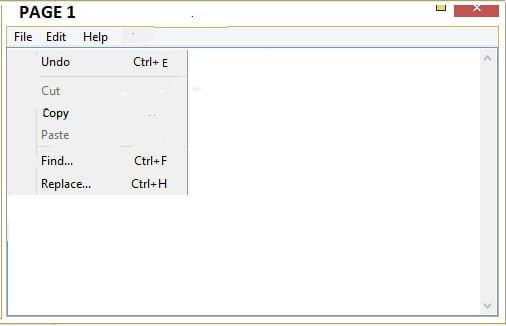 PAGE 1
File Edit Help
Undo Ctrl+ E
Cut
Copy
Paste
Find... Ctrl+F
Replace... Ctrl+H